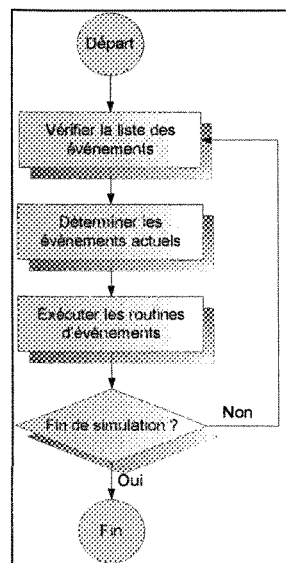 Départ
Vérifier la liste des
événements
Déterminer les
événements actuels
Exécuter les routines
d'événements
Fin de simulation ?
Non
Oui
Fin